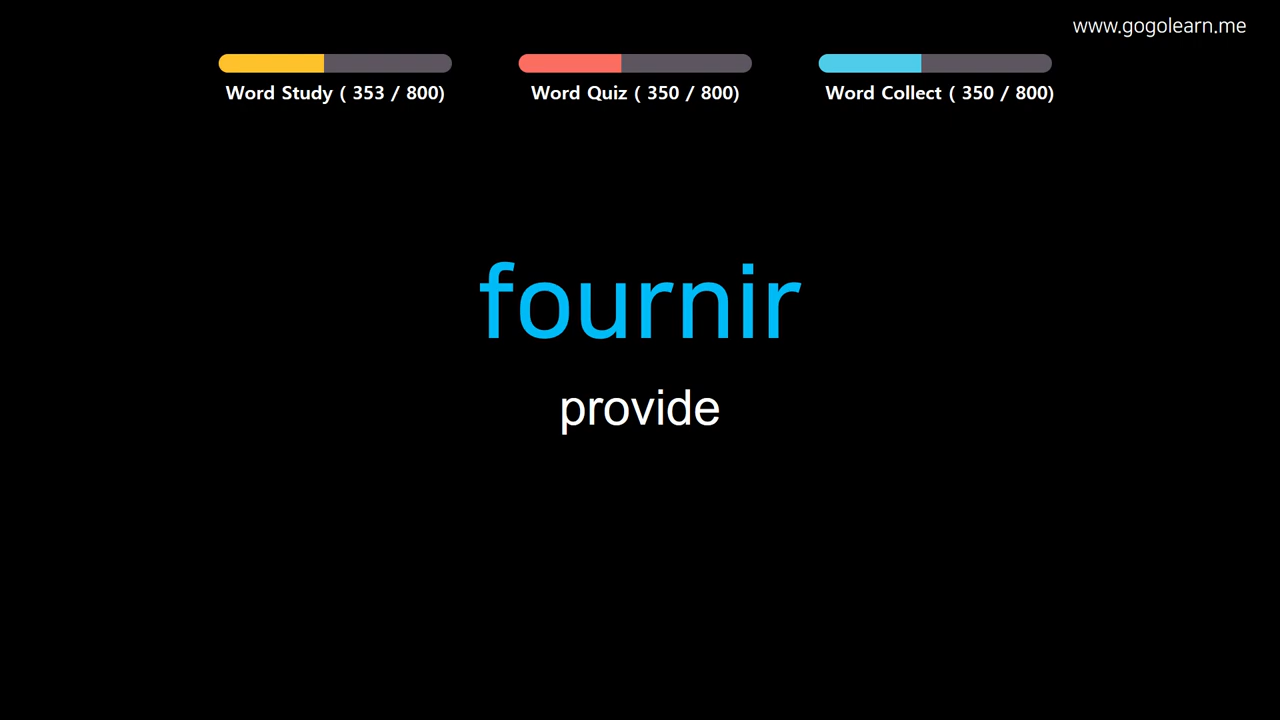 www.gogolearn.me
Word Study ( 353 / 800)
Word Quiz ( 350 / 800)
Word Collect ( 350 / 800)
fournir
provide